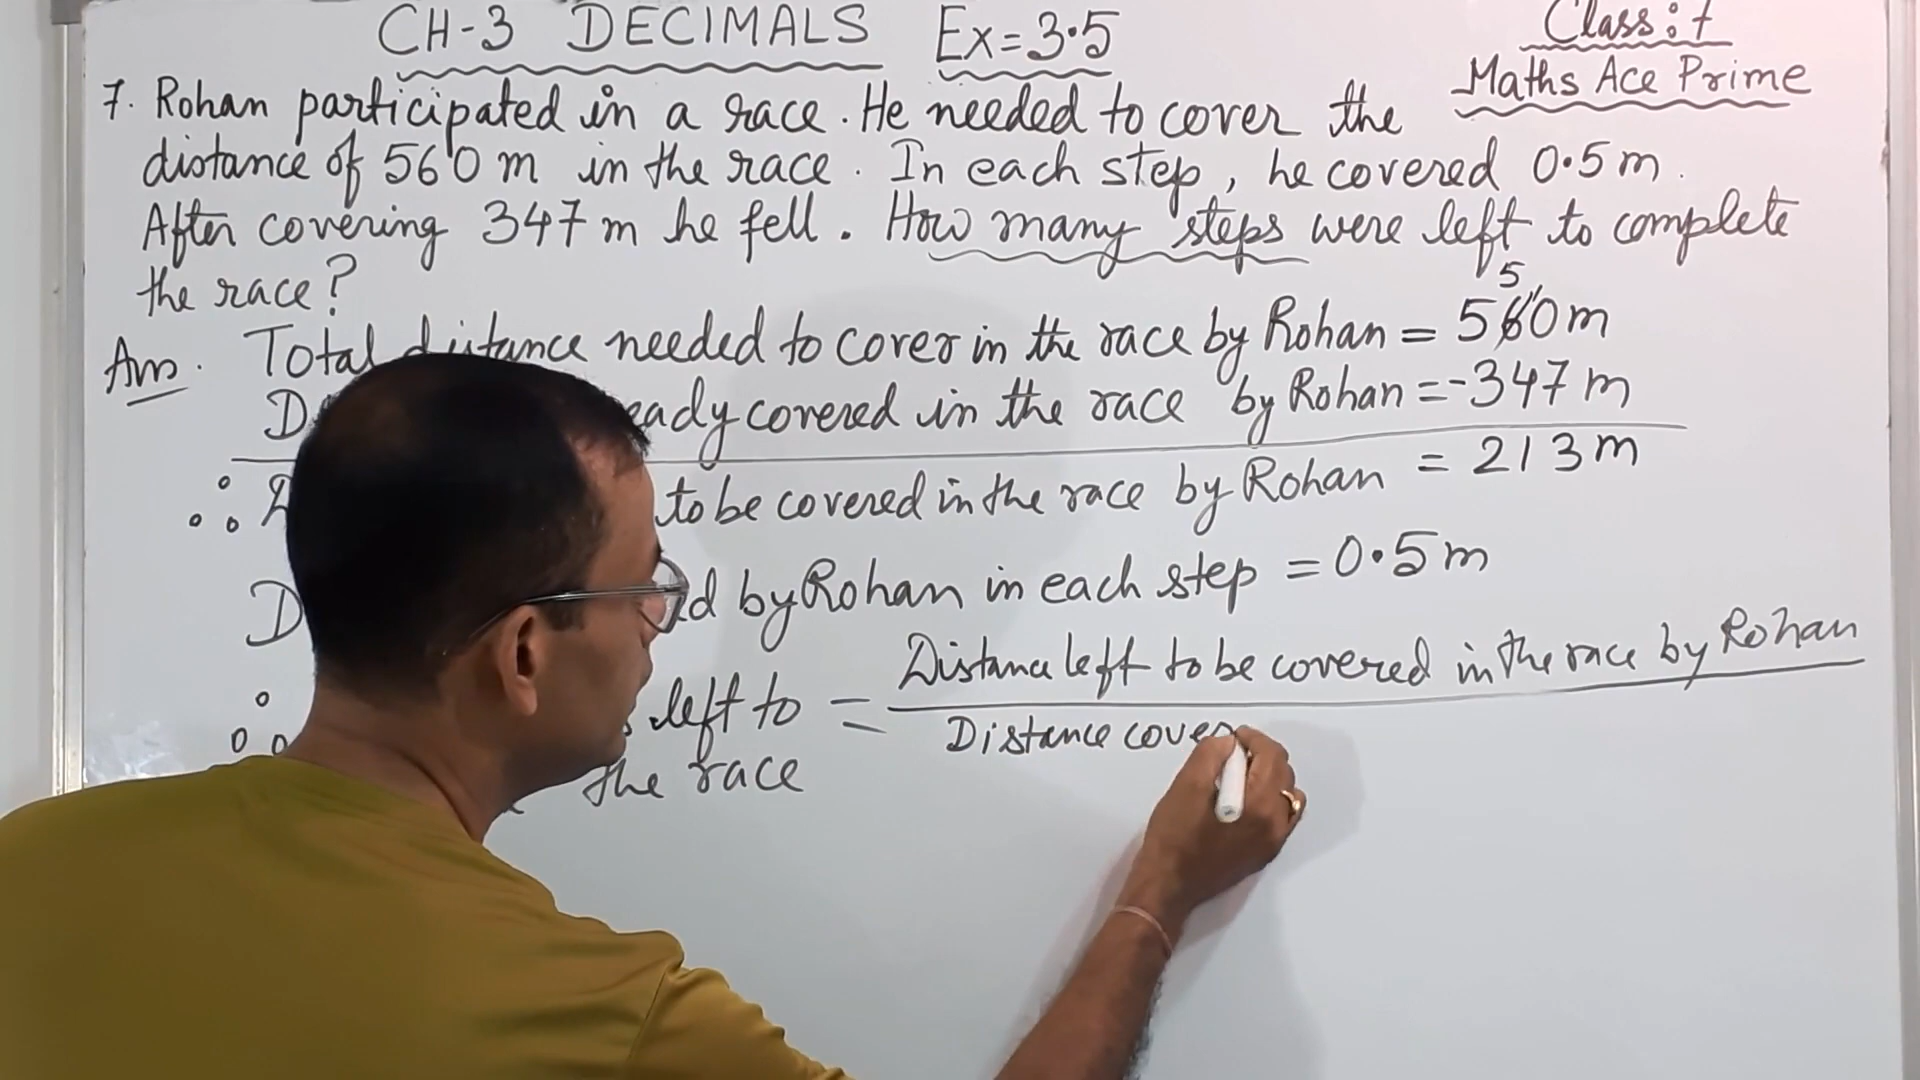 CH-3 DECIMALS Ex=3.5
Class: 7
Maths Ace Prime
7. Rohan participated in a race. He needed to cover the
distance of 560 m in the race. In each step, he covered 0.5 m.
After covering 347 m he fell. How many steps were left to complete
the race?
5
Ans. Total distance needed to cover in the race by Rohan = 560 m
covered in the race by Rohan = -347 m
∴ to be covered in the race by Rohan = 213 m
by Rohan in each step = 0.5 m
Distance left to be covered in the race by Rohan
∴ left to =
Distance cover
the race